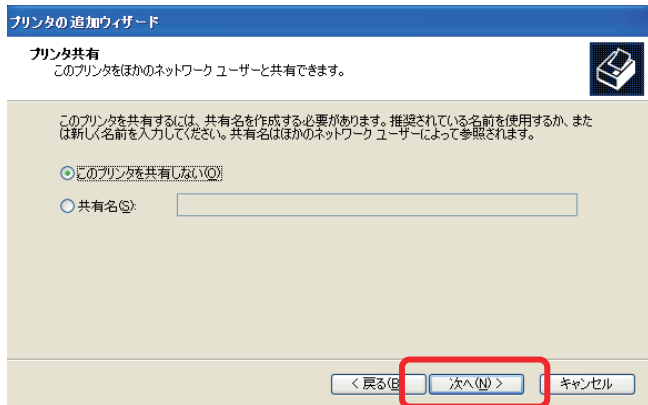 プリンタの追加ウィザード
プリンタ共有
このプリンタをほかのネットワーク ユーザーと共有できます。
このプリンタを共有するには、共有名を作成する必要があります。推奨されている名前を使用するか、また
は新しく名前を入力してください。共有名はほかのネットワーク ユーザーによって参照されます。
このプリンタを共有しない(O)
共有名(S):
< 戻る(B 次へ(N) > キャンセル